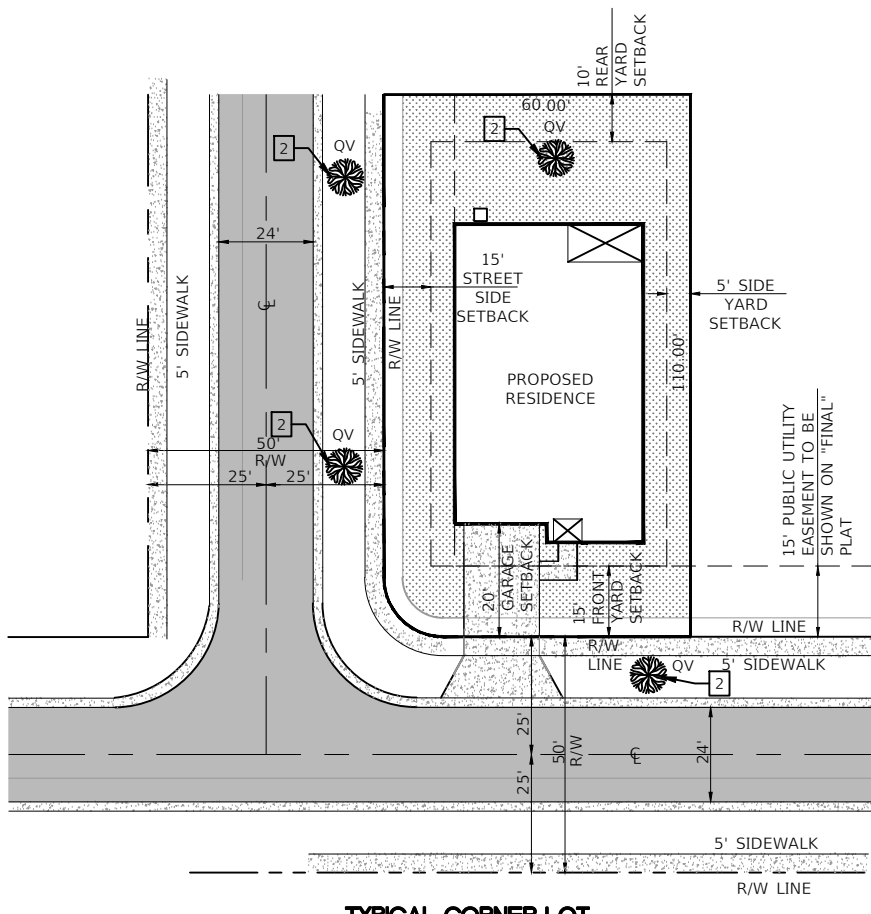 10'
REAR
YARD
SETBACK
60.00'
2
QV
2
QV
24'
15'
STREET
SIDE
SETBACK
5' SIDE
YARD
SETBACK
CL
R/W LINE
5' SIDEWALK
5' SIDEWALK
R/W LINE
110.00'
PROPOSED
RESIDENCE
2
QV
50'
R/W
25'
25'
15' PUBLIC UTILITY
EASEMENT TO BE
SHOWN ON "FINAL"
PLAT
20'
GARAGE
SETBACK
15'
FRONT
YARD
SETBACK
R/W LINE
R/W
LINE
QV
5' SIDEWALK
2
25'
50'
R/W
CL
24'
25'
5' SIDEWALK
R/W LINE
TYPICAL CORNER LOT